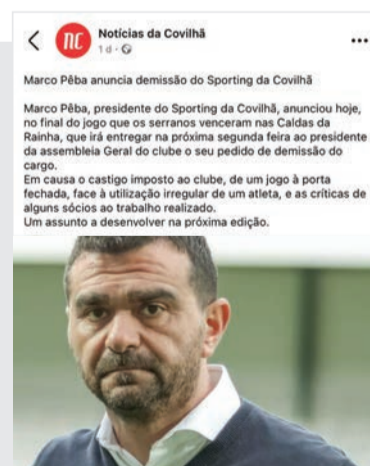 nc
Notícias da Covilhã
1 d ·
Marco Pêba anuncia demissão do Sporting da Covilhã
Marco Pêba, presidente do Sporting da Covilhã, anunciou hoje,
no final do jogo que os serranos venceram nas Caldas da
Rainha, que irá entregar na próxima segunda feira ao presidente
da assembleia Geral do clube o seu pedido de demissão do
cargo.
Em causa o castigo imposto ao clube, de um jogo à porta
fechada, face à utilização irregular de um atleta, e as críticas de
alguns sócios ao trabalho realizado.
Um assunto a desenvolver na próxima edição.